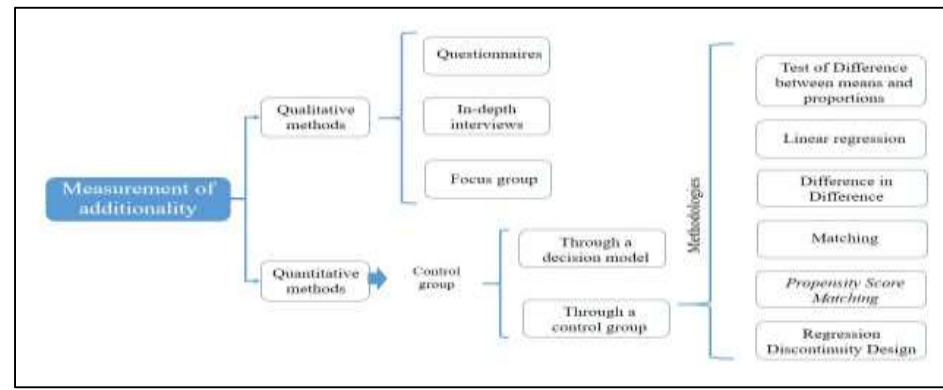 Measurement of
additionality
Qualitative
methods
Questionnaires
In-depth
interviews
Focus group
Quantitative
methods
Control
group
Through a
decision model
Through a
control group
Methodologies
Test of Difference
between means and
proportions
Linear regression
Difference in
Difference
Matching
Propensity Score
Matching
Regression
Discontinuity Design